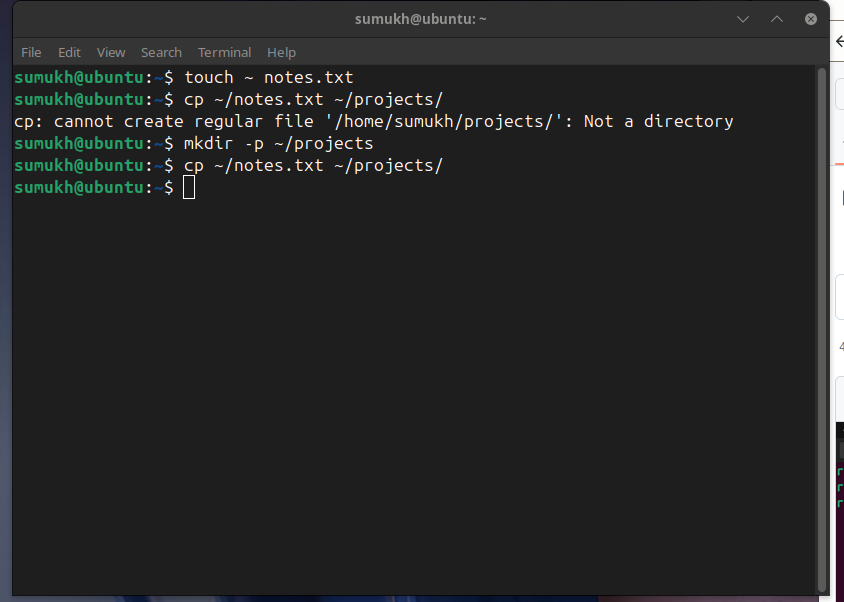 sumukh@ubuntu: ~
File Edit View Search Terminal Help
sumukh@ubuntu:~$ touch ~ notes.txt
sumukh@ubuntu:~$ cp ~/notes.txt ~/projects/
cp: cannot create regular file '/home/sumukh/projects/': Not a directory
sumukh@ubuntu:~$ mkdir -p ~/projects
sumukh@ubuntu:~$ cp ~/notes.txt ~/projects/
sumukh@ubuntu:~$